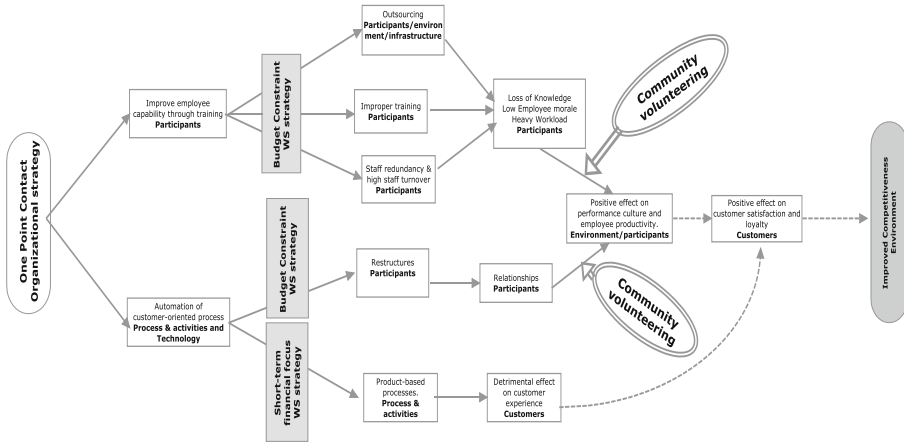 One Point Contact
Organizational strategy
Improve employee
capability through training
Participants
Automation of
customer-oriented process
Process & activities and
Technology
Budget Constraint
WS strategy
Budget Constraint
WS strategy
Short-term
financial focus
WS strategy
Outsourcing
Participants/environ
ment/infrastructure
Improper training
Participants
Staff redundancy &
high staff turnover
Participants
Restructures
Participants
Product-based
processes.
Process &
activities
Loss of Knowledge
Low Employee morale
Heavy Workload
Participants
Relationships
Participants
Detrimental effect
on customer
experience
Customers
Community
volunteering
Community
volunteering
Positive effect on
performance culture and
employee productivity.
Environment/participants
Positive effect on
customer satisfaction and
loyalty
Customers
Improved Competitiveness
Environment